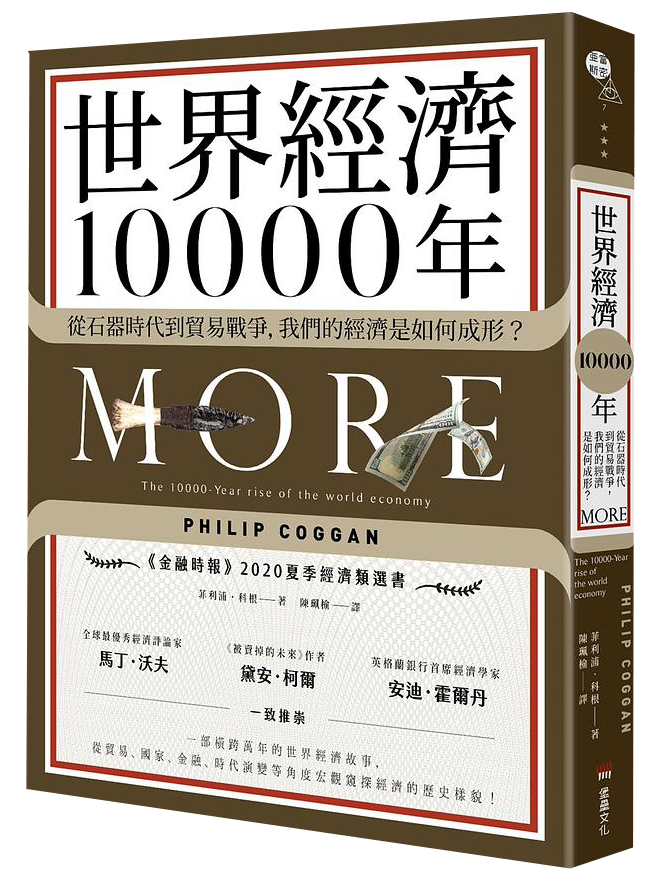 世界經濟
10000年
從石器時代到貿易戰爭,我們的經濟是如何成形？
MORE
The 10000-Year rise of the world economy
PHILIP COGGAN
《金融時報》2020夏季經濟類選書
菲利浦・科根——著　陳珮榆——譯
全球最優秀經濟評論家
馬丁・沃夫
《被賣掉的未來》作者
黛安・柯爾
英格蘭銀行首席經濟學家
安迪・霍爾丹
一致推崇
一部橫跨萬年的世界經濟故事，
從貿易、國家、金融、時代演變等角度宏觀窺探經濟的歷史樣貌！
亞當
斯密
7
世界經濟
10000
年
從石器時代
到貿易戰爭，
我們的經濟
是如何成形？
MORE
The 10000-Year
rise of
the world
economy
PHILIP COGGAN
菲利浦・科根——著
陳珮榆——譯
堡壘文化